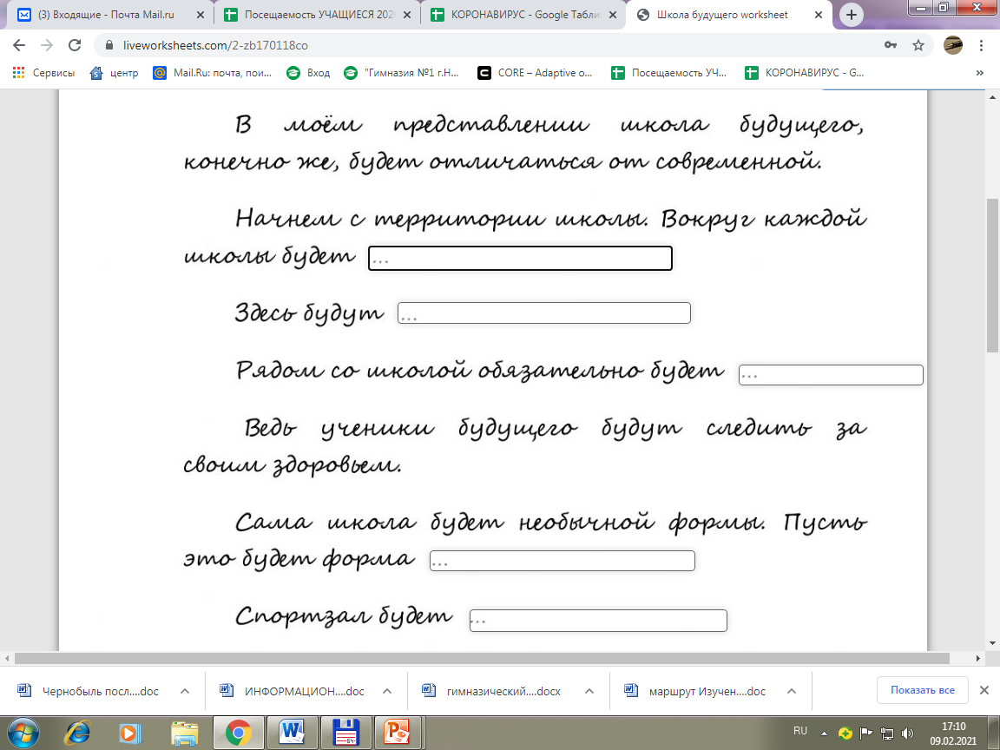 (3) Входящие - Почта Mail.ru
Посещаемость УЧАЩИЕСЯ 202
КОРОНАВИРУС - Google Табли
Школа будущего worksheet
liveworksheets.com/2-zb170118co
Сервисы
центр
Mail.Ru: почта, пои...
Вход
"Гимназия №1 г.Н...
CORE – Adaptive o...
Посещаемость УЧ...
КОРОНАВИРУС - G...
»
В моём представлении школа будущего,
конечно же, будет отличаться от современной.
Начнем с территории школы. Вокруг каждой
школы будет ...
Здесь будут ...
Рядом со школой обязательно будет ...
Ведь ученики будущего будут следить за
своим здоровьем.
Сама школа будет необычной формы. Пусть
это будет форма ...
Спортзал будет ...
Чернобыль посл....doc
ИНФОРМАЦИОН....doc
гимназический....docx
маршрут Изучен....doc
Показать все
RU
17:10
09.02.2021